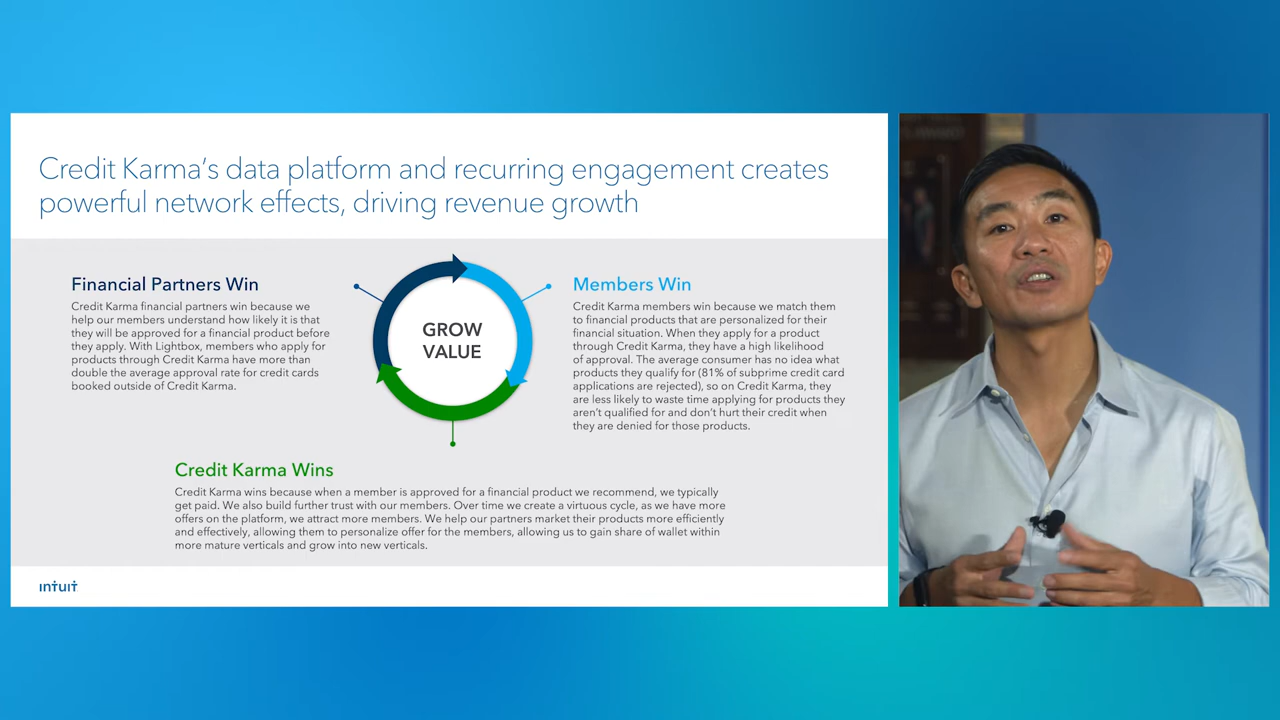 Credit Karma's data platform and recurring engagement creates
powerful network effects, driving revenue growth
Financial Partners Win
Credit Karma financial partners win because we
help our members understand how likely it is that
they will be approved for a financial product before
they apply. With Lightbox, members who apply for
products through Credit Karma have more than
double the average approval rate for credit cards
booked outside of Credit Karma.
GROW
VALUE
Members Win
Credit Karma members win because we match them
to financial products that are personalized for their
financial situation. When they apply for a product
through Credit Karma, they have a high likelihood
of approval. The average consumer has no idea what
products they qualify for (81% of subprime credit card
applications are rejected), so on Credit Karma, they
are less likely to waste time applying for products they
aren't qualified for and don't hurt their credit when
they are denied for those products.
Credit Karma Wins
Credit Karma wins because when a member is approved for a financial product we recommend, we typically
get paid. We also build further trust with our members. Over time we create a virtuous cycle, as we have more
offers on the platform, we attract more members. We help our partners market their products more efficiently
and effectively, allowing them to personalize offer for the members, allowing us to gain share of wallet within
more mature verticals and grow into new verticals.
intuit